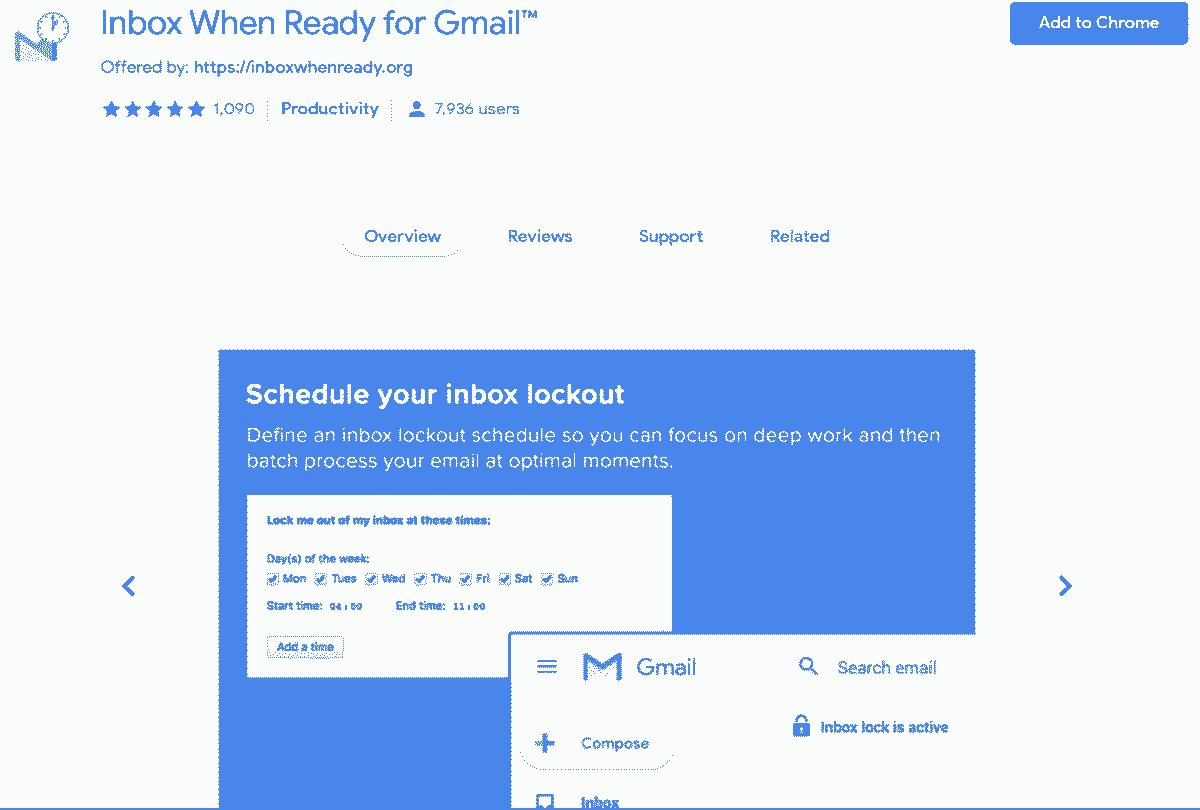 Inbox When Ready for Gmail™
Add to Chrome
Offered by: https://inboxwhenready.org
1,090 Productivity 7,936 users
Overview Reviews Support Related
Schedule your inbox lockout
Define an inbox lockout schedule so you can focus on deep work and then
batch process your email at optimal moments.
Lock me out of my inbox at these times:
Day(s) of the week:
Mon Tues Wed Thu Fri Sat Sun
Start time: 04:00 End time: 11:00
Add a time
Gmail Search email
Inbox lock is active
Compose
Inbox